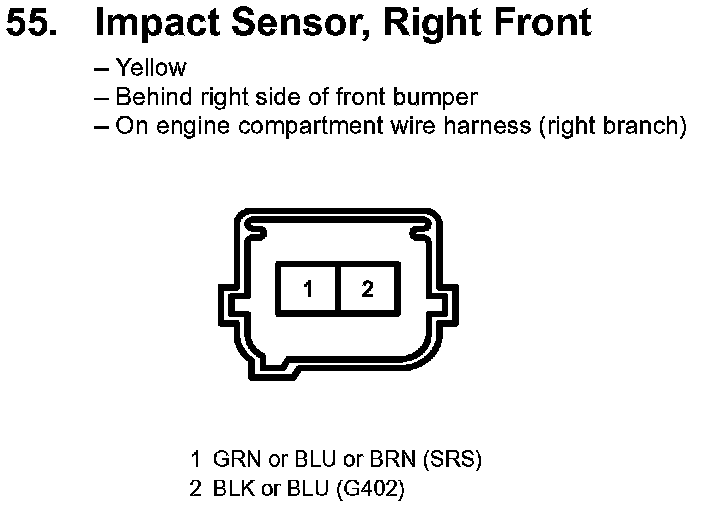 55. Impact Sensor, Right Front
– Yellow
– Behind right side of front bumper
– On engine compartment wire harness (right branch)
1 2
1 GRN or BLU or BRN (SRS)
2 BLK or BLU (G402)